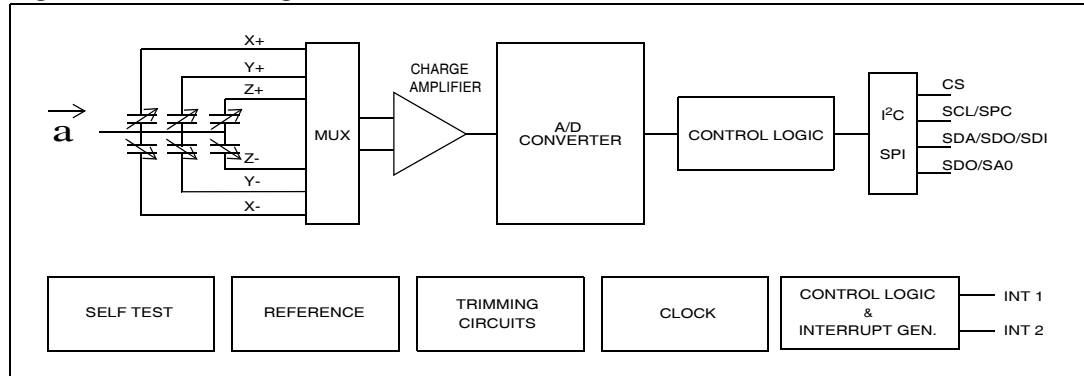 X+
Y+
Z+
a
Z-
Y-
X-
MUX
CHARGE
AMPLIFIER
A/D
CONVERTER
CONTROL LOGIC
I²C
SPI
CS
SCL/SPC
SDA/SDO/SDI
SDO/SA0
SELF TEST
REFERENCE
TRIMMING
CIRCUITS
CLOCK
CONTROL LOGIC
&
INTERRUPT GEN.
INT 1
INT 2